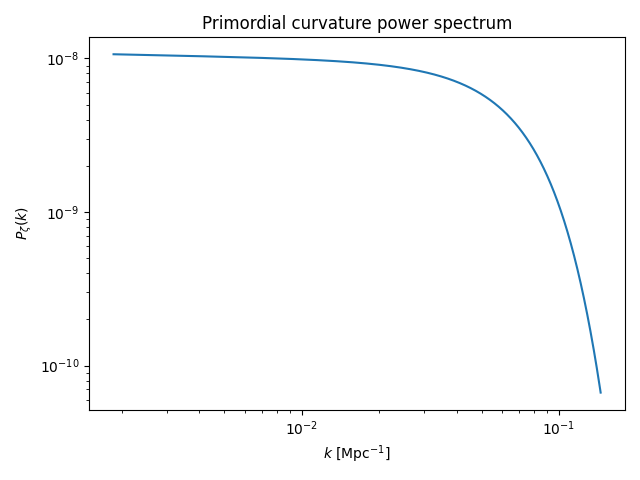 Primordial curvature power spectrum
10⁻⁸
10⁻⁹
10⁻¹⁰
P_ζ(k)
10⁻² 10⁻¹
k [Mpc⁻¹]